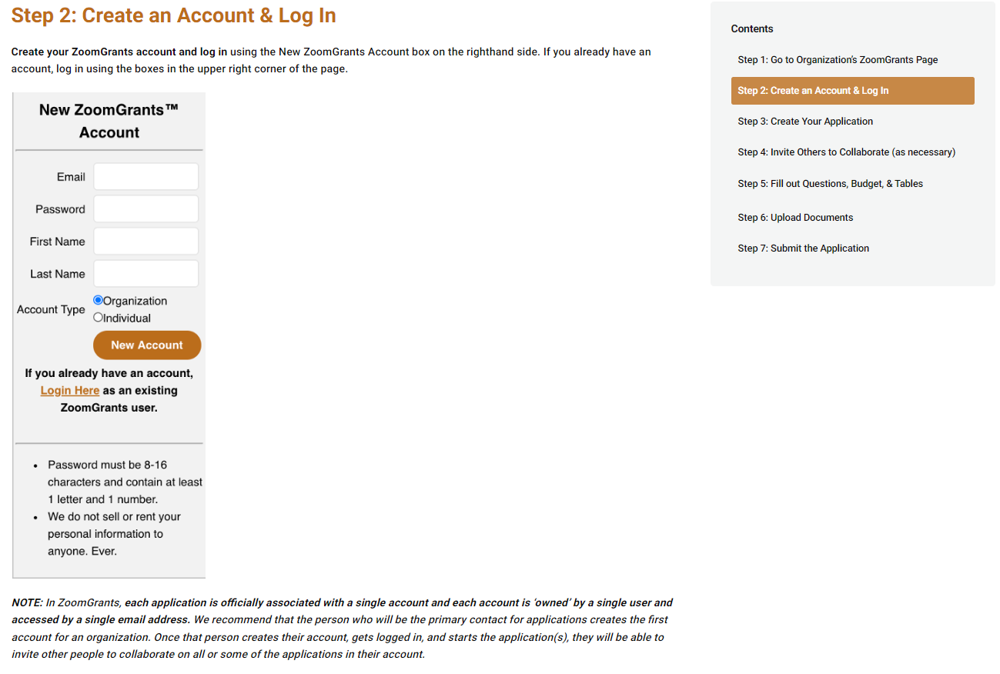 Step 2: Create an Account & Log In
Create your ZoomGrants account and log in using the New ZoomGrants Account box on the righthand side. If you already have an
account, log in using the boxes in the upper right corner of the page.
New ZoomGrants™
Account
Email
Password
First Name
Last Name
Account Type
Organization
Individual
New Account
If you already have an account,
Login Here as an existing
ZoomGrants user.
• Password must be 8-16
characters and contain at least
1 letter and 1 number.
• We do not sell or rent your
personal information to
anyone. Ever.
NOTE: In ZoomGrants, each application is officially associated with a single account and each account is ‘owned’ by a single user and
accessed by a single email address. We recommend that the person who will be the primary contact for applications creates the first
account for an organization. Once that person creates their account, gets logged in, and starts the application(s), they will be able to
invite other people to collaborate on all or some of the applications in their account.
Contents
Step 1: Go to Organization's ZoomGrants Page
Step 2: Create an Account & Log In
Step 3: Create Your Application
Step 4: Invite Others to Collaborate (as necessary)
Step 5: Fill out Questions, Budget, & Tables
Step 6: Upload Documents
Step 7: Submit the Application